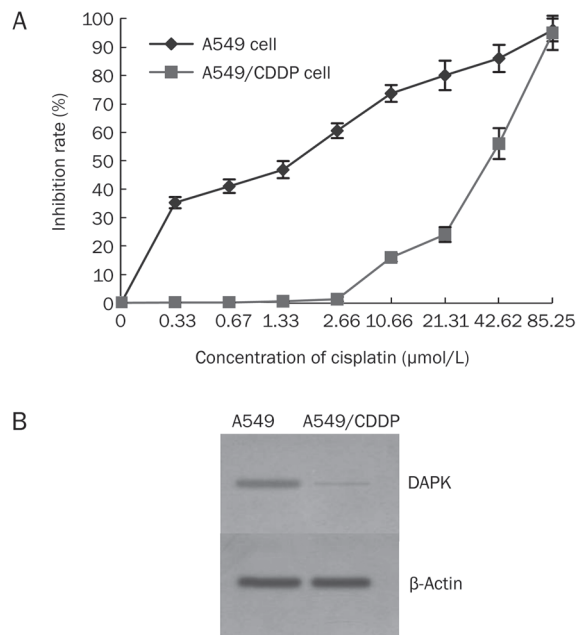 A
100
90
80
70
60
50
40
30
20
10
0
Inhibition rate (%)
A549 cell
A549/CDDP cell
0 0.33 0.67 1.33 2.66 10.66 21.31 42.62 85.25
Concentration of cisplatin (μmol/L)
B
A549 A549/CDDP
DAPK
β-Actin